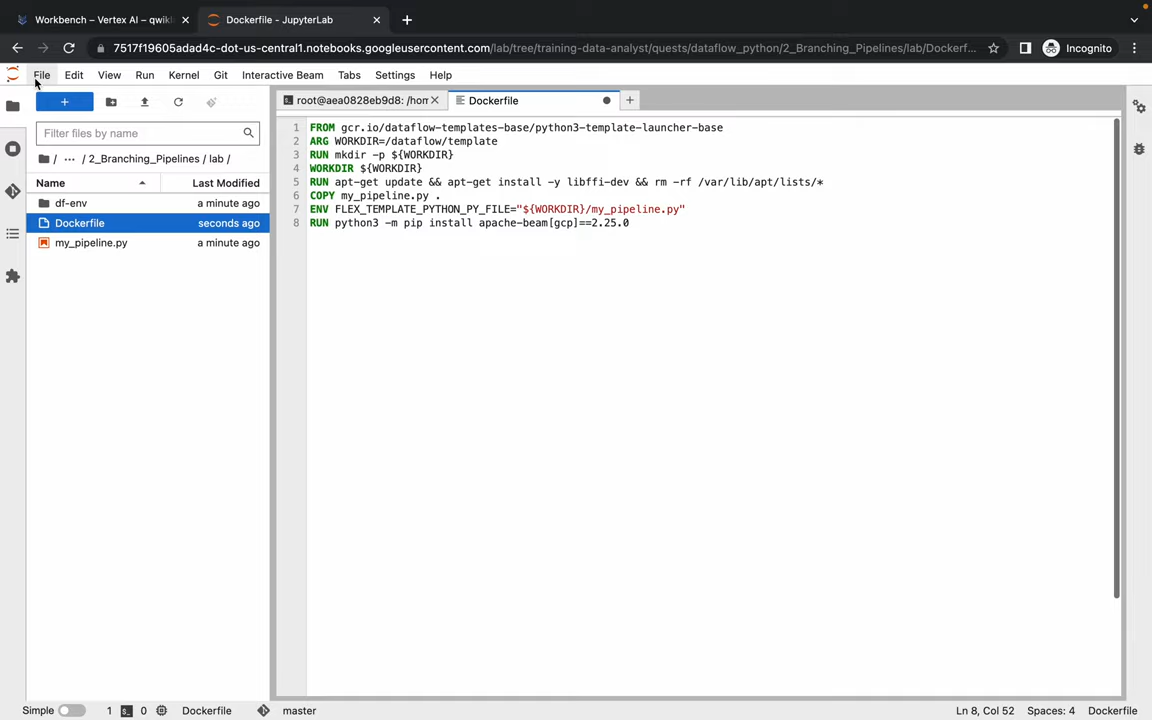 Workbench – Vertex AI – qwikl
Dockerfile - JupyterLab
7517f19605adad4c-dot-us-central1.notebooks.googleusercontent.com/lab/tree/training-data-analyst/quests/dataflow_python/2_Branching_Pipelines/lab/Dockerf...
Incognito
File Edit View Run Kernel Git Interactive Beam Tabs Settings Help
root@aea0828eb9d8: /hom
Dockerfile
Filter files by name
/ ··· / 2_Branching_Pipelines / lab /
Name Last Modified
df-env a minute ago
Dockerfile seconds ago
my_pipeline.py a minute ago
1 FROM gcr.io/dataflow-templates-base/python3-template-launcher-base
2 ARG WORKDIR=/dataflow/template
3 RUN mkdir -p ${WORKDIR}
4 WORKDIR ${WORKDIR}
5 RUN apt-get update && apt-get install -y libffi-dev && rm -rf /var/lib/apt/lists/*
6 COPY my_pipeline.py .
7 ENV FLEX_TEMPLATE_PYTHON_PY_FILE="${WORKDIR}/my_pipeline.py"
8 RUN python3 -m pip install apache-beam[gcp]==2.25.0
Simple 1 0 Dockerfile master Ln 8, Col 52 Spaces: 4 Dockerfile